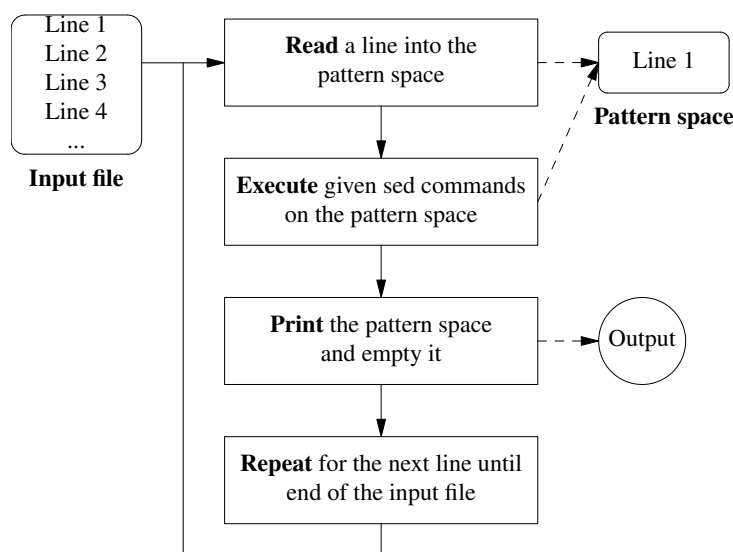 Line 1
Line 2
Line 3
Line 4
...
Input file
Read a line into the
pattern space
Line 1
Pattern space
Execute given sed commands
on the pattern space
Print the pattern space
and empty it
Output
Repeat for the next line until
end of the input file